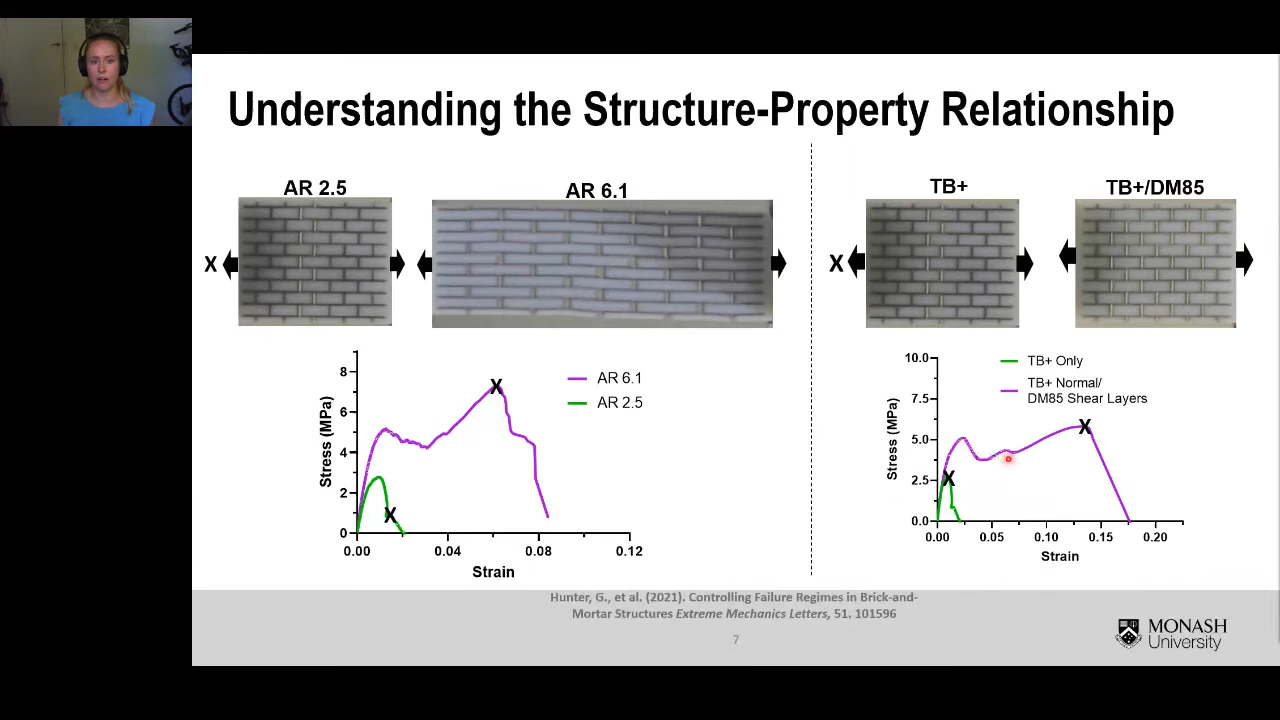 Understanding the Structure-Property Relationship
AR 2.5
AR 6.1
TB+
TB+/DM85
X
X
8
6
4
2
0
Stress (MPa)
X
X
AR 6.1
AR 2.5
0.00
0.04
0.08
0.12
Strain
10.0
7.5
5.0
2.5
0.0
Stress (MPa)
X
X
TB+ Only
TB+ Normal/
DM85 Shear Layers
0.00
0.05
0.10
0.15
0.20
Strain
Hunter, G., et al. (2021). Controlling Failure Regimes in Brick-and-
Mortar Structures Extreme Mechanics Letters, 51. 101596
7
MONASH
University